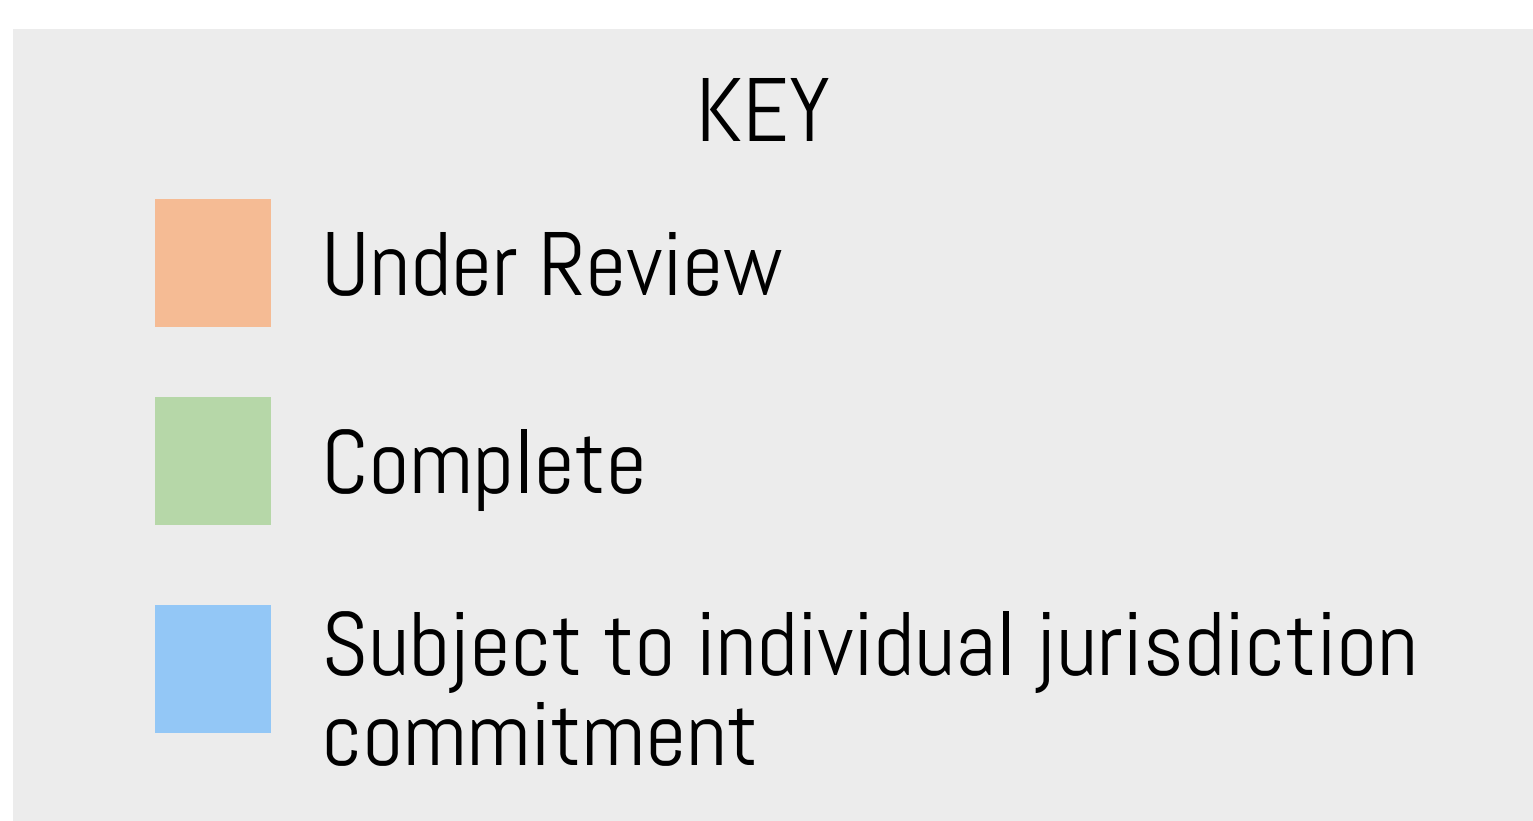 KEY
Under Review
Complete
Subject to individual jurisdiction
commitment